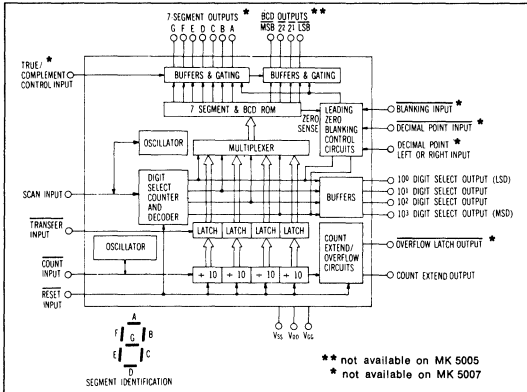 7-SEGMENT OUTPUTS *
G F E D C B A
BCD OUTPUTS **
MSB 2² 2¹ LSB
TRUE/ *
COMPLEMENT
CONTROL INPUT
BUFFERS & GATING
BUFFERS & GATING
7 SEGMENT & BCD ROM
ZERO
SENSE
LEADING
ZERO
BLANKING
CONTROL
CIRCUITS
BLANKING INPUT *
DECIMAL POINT INPUT *
DECIMAL POINT *
LEFT OR RIGHT INPUT
OSCILLATOR
MULTIPLEXER
SCAN INPUT
DIGIT
SELECT
COUNTER
AND
DECODER
BUFFERS
10⁰ DIGIT SELECT OUTPUT (LSD)
10¹ DIGIT SELECT OUTPUT
10² DIGIT SELECT OUTPUT
10³ DIGIT SELECT OUTPUT (MSD)
TRANSFER
INPUT
LATCH LATCH LATCH LATCH
OSCILLATOR
COUNT
INPUT
÷ 10 ÷ 10 ÷ 10 ÷ 10
COUNT
EXTEND/
OVERFLOW
CIRCUITS
OVERFLOW LATCH OUTPUT *
COUNT EXTEND OUTPUT
RESET
INPUT
A
F G B
E C
D
SEGMENT IDENTIFICATION
VSS VDD VGG
** not available on MK 5005
* not available on MK 5007